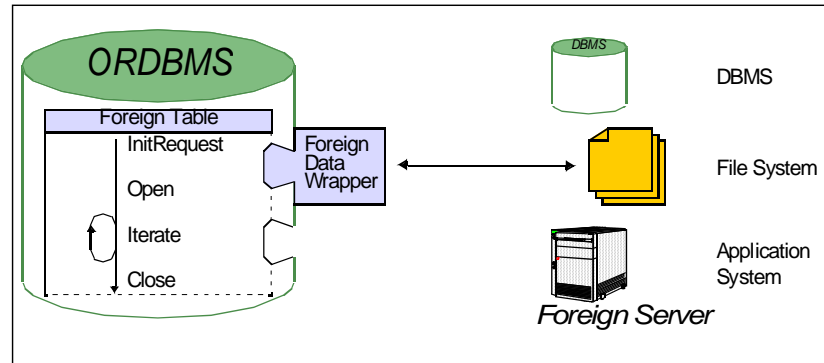 ORDBMS
Foreign Table
InitRequest
Open
Iterate
Close
Foreign
Data
Wrapper
DBMS
DBMS
File System
Application
System
Foreign Server